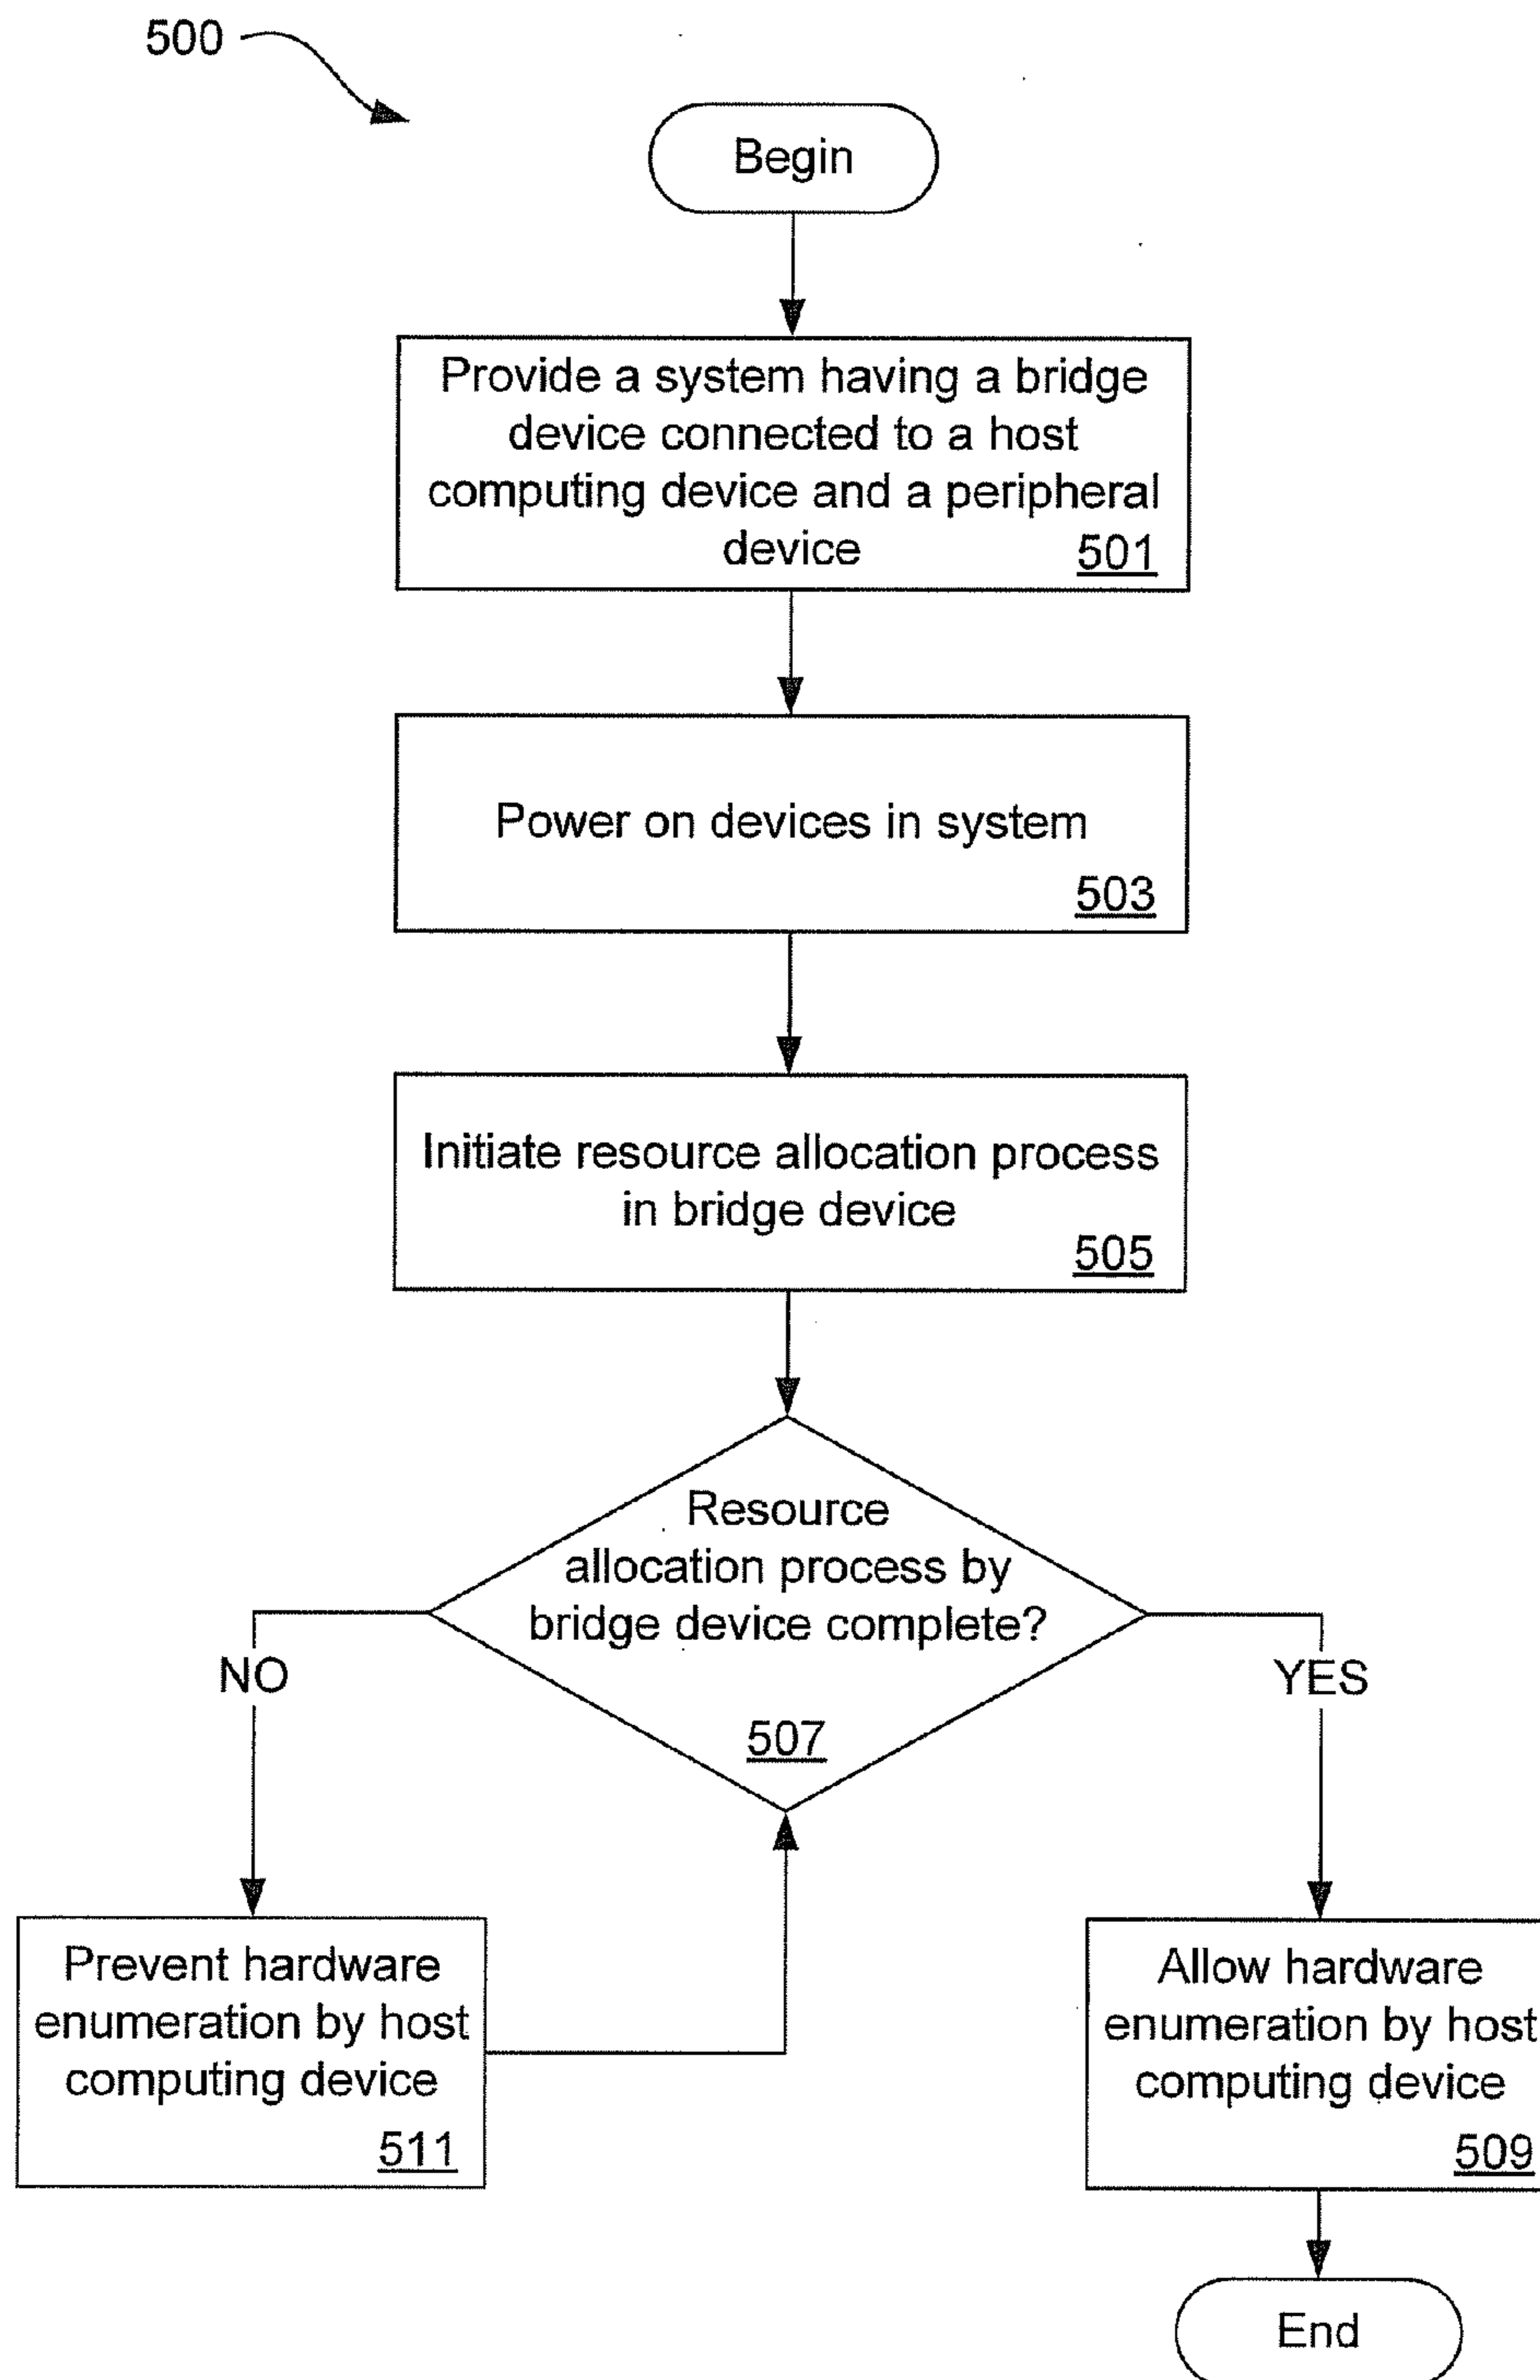 500
Begin
Provide a system having a bridge
device connected to a host
computing device and a peripheral
device 501
Power on devices in system
503
Initiate resource allocation process
in bridge device
505
Resource
allocation process by
bridge device complete?
507
NO
YES
Prevent hardware
enumeration by host
computing device
511
Allow hardware
enumeration by host
computing device
509
End